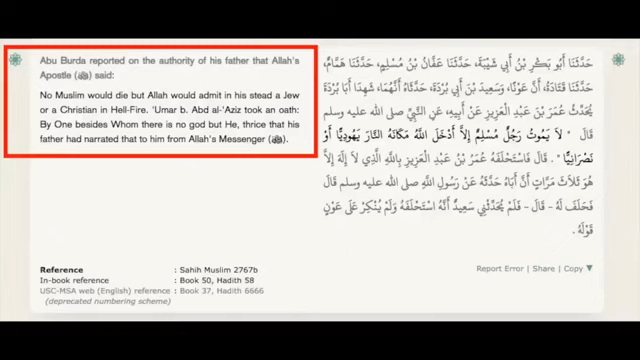 Abu Burda reported on the authority of his father that Allah's
Apostle (ﷺ) said:
No Muslim would die but Allah would admit in his stead a Jew
or a Christian in Hell-Fire. 'Umar b. Abd al-'Aziz took an oath:
By One besides Whom there is no god but He, thrice that his
father had narrated that to him from Allah's Messenger (ﷺ).
حَدَّثَنَا أَبُو بَكْرِ بْنُ أَبِي شَيْبَةَ، حَدَّثَنَا عَفَّانُ بْنُ مُسْلِمٍ، حَدَّثَنَا هَمَّامٌ،
حَدَّثَنَا قَتَادَةُ، أَنَّ عَوْنًا، وَسَعِيدَ بْنَ أَبِي بُرْدَةَ، حَدَّثَاهُ أَنَّهُمَا، شَهِدَا أَبَا بُرْدَةَ
يُحَدِّثُ عُمَرَ بْنَ عَبْدِ الْعَزِيزِ عَنْ أَبِيهِ، عَنِ النَّبِيِّ صلى الله عليه وسلم
قَالَ ‏"‏ لاَ يَمُوتُ رَجُلٌ مُسْلِمٌ إِلاَّ أَدْخَلَ اللَّهُ مَكَانَهُ النَّارَ يَهُودِيًّا أَوْ
نَصْرَانِيًّا ‏"‏ ‏.‏ قَالَ فَاسْتَحْلَفَهُ عُمَرُ بْنُ عَبْدِ الْعَزِيزِ بِاللَّهِ الَّذِي لاَ إِلَهَ إِلاَّ
هُوَ ثَلاَثَ مَرَّاتٍ أَنَّ أَبَاهُ حَدَّثَهُ عَنْ رَسُولِ اللَّهِ صلى الله عليه وسلم قَالَ
فَحَلَفَ لَهُ - قَالَ - فَلَمْ يُحَدِّثْنِي سَعِيدٌ أَنَّهُ اسْتَحْلَفَهُ وَلَمْ يُنْكِرْ عَلَى عَوْنٍ
قَوْلَهُ ‏.‏
Reference : Sahih Muslim 2767b
In-book reference : Book 50, Hadith 58
USC-MSA web (English) reference : Book 37, Hadith 6666
(deprecated numbering scheme)
Report Error | Share | Copy ▼